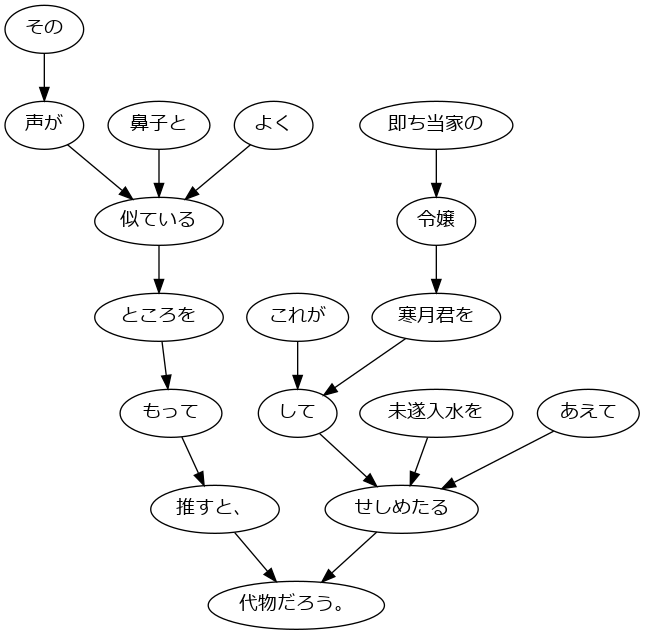 その
声が
鼻子と
よく
即ち当家の
似ている
令嬢
ところを
これが
寒月君を
もって
して
未遂入水を
あえて
推すと、
せしめたる
代物だろう。